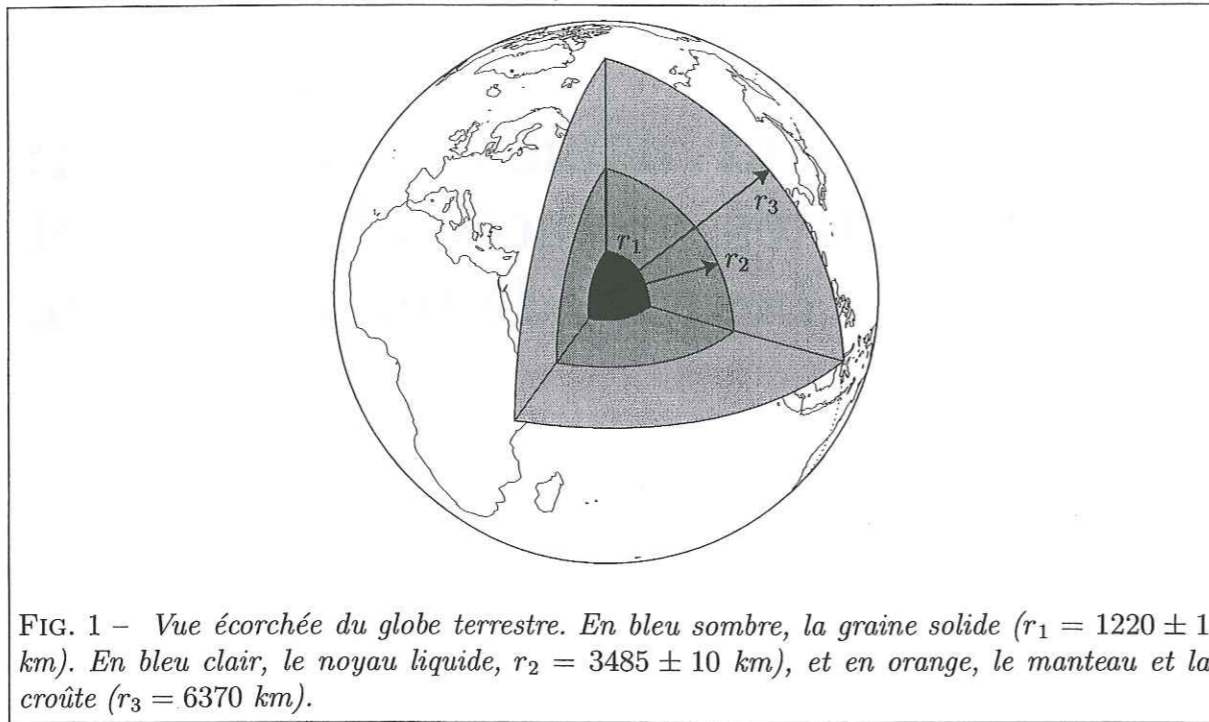 r₁
r₃
r₂
FIG. 1 – Vue écorchée du globe terrestre. En bleu sombre, la graine solide (r₁ = 1220 ± 1
km). En bleu clair, le noyau liquide, r₂ = 3485 ± 10 km), et en orange, le manteau et la
croûte (r₃ = 6370 km).